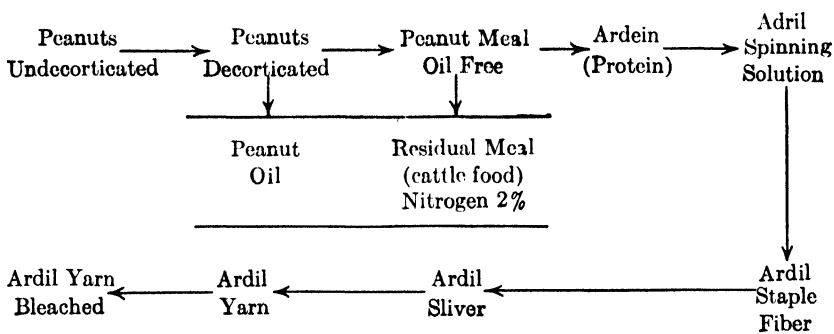 Peanuts
Undecorticated
Peanuts
Decorticated
Peanut Meal
Oil Free
Ardein
(Protein)
Adril
Spinning
Solution
Peanut
Oil
Residual Meal
(cattle food)
Nitrogen 2%
Ardil Yarn
Bleached
Ardil
Yarn
Ardil
Sliver
Ardil
Staple
Fiber